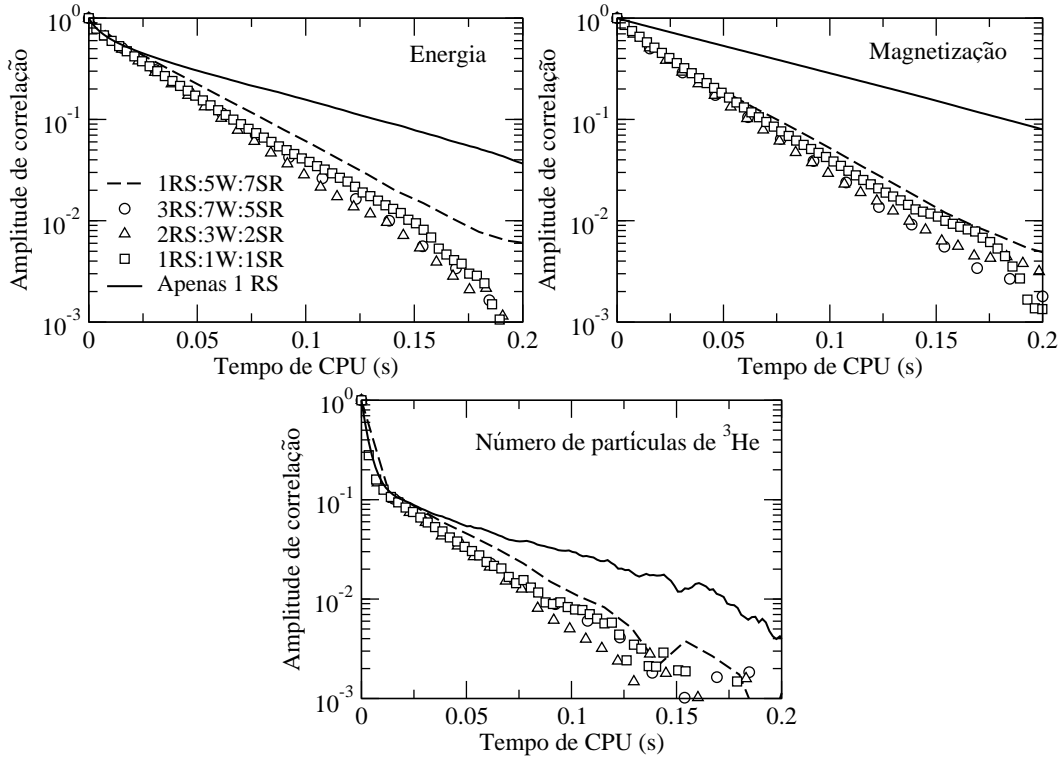 Energia
Amplitude de correlação
10^0
10^-1
10^-2
10^-3
1RS:5W:7SR
3RS:7W:5SR
2RS:3W:2SR
1RS:1W:1SR
Apenas 1 RS
0 0.05 0.1 0.15 0.2
Tempo de CPU (s)
Magnetização
Amplitude de correlação
10^0
10^-1
10^-2
10^-3
0 0.05 0.1 0.15 0.2
Tempo de CPU (s)
Número de partículas de ^3He
Amplitude de correlação
10^0
10^-1
10^-2
10^-3
0 0.05 0.1 0.15 0.2
Tempo de CPU (s)